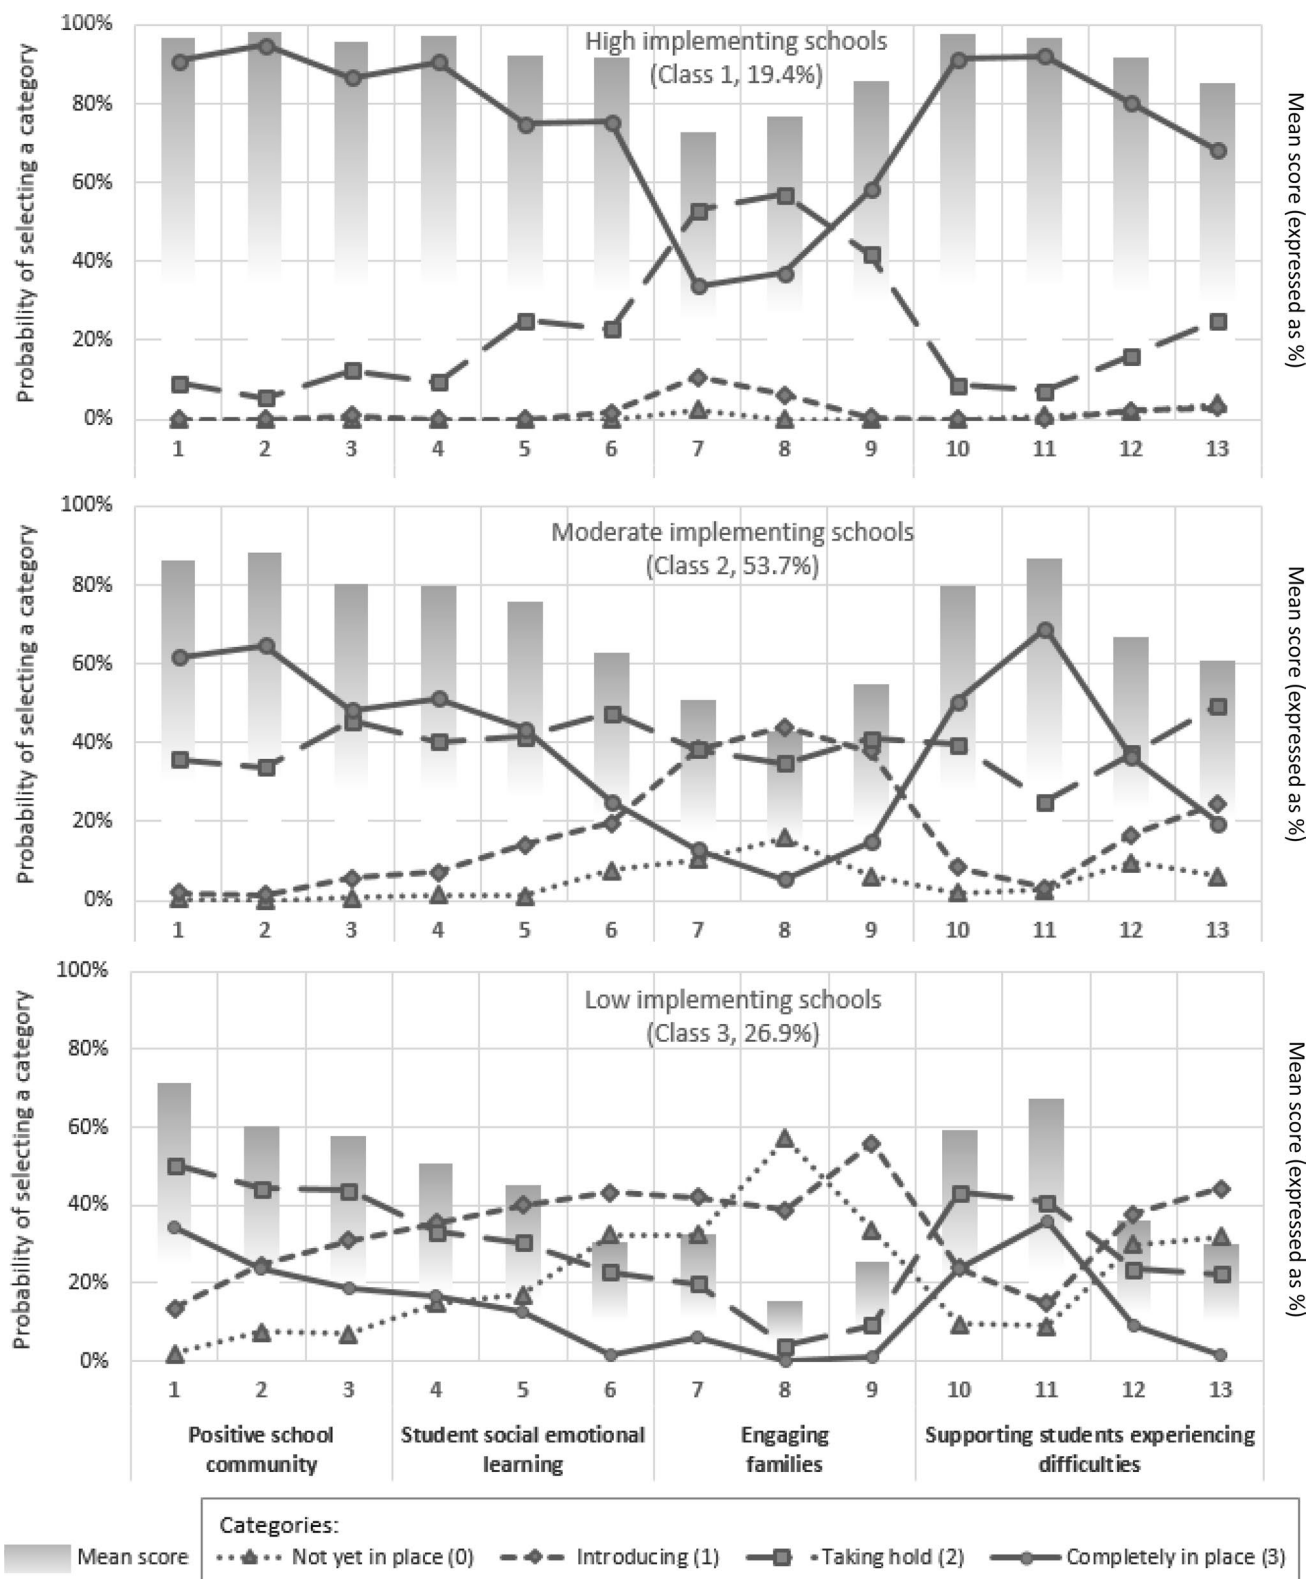 High implementing schools
(Class 1, 19.4%)
Probability of selecting a category
Mean score (expressed as %)
100%
80%
60%
40%
20%
0%
1 2 3 4 5 6 7 8 9 10 11 12 13
Moderate implementing schools
(Class 2, 53.7%)
Probability of selecting a category
Mean score (expressed as %)
100%
80%
60%
40%
20%
0%
1 2 3 4 5 6 7 8 9 10 11 12 13
Low implementing schools
(Class 3, 26.9%)
Probability of selecting a category
Mean score (expressed as %)
100%
80%
60%
40%
20%
0%
1 2 3 4 5 6 7 8 9 10 11 12 13
Positive school
community
Student social emotional
learning
Engaging
families
Supporting students experiencing
difficulties
Categories:
Mean score
Not yet in place (0)
Introducing (1)
Taking hold (2)
Completely in place (3)